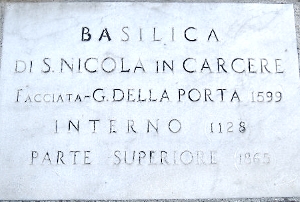 BASILICA
DI S. NICOLA IN CARCERE
FACCIATA-G. DELLA PORTA 1599
INTERNO 1128
PARTE SUPERIORE 1865